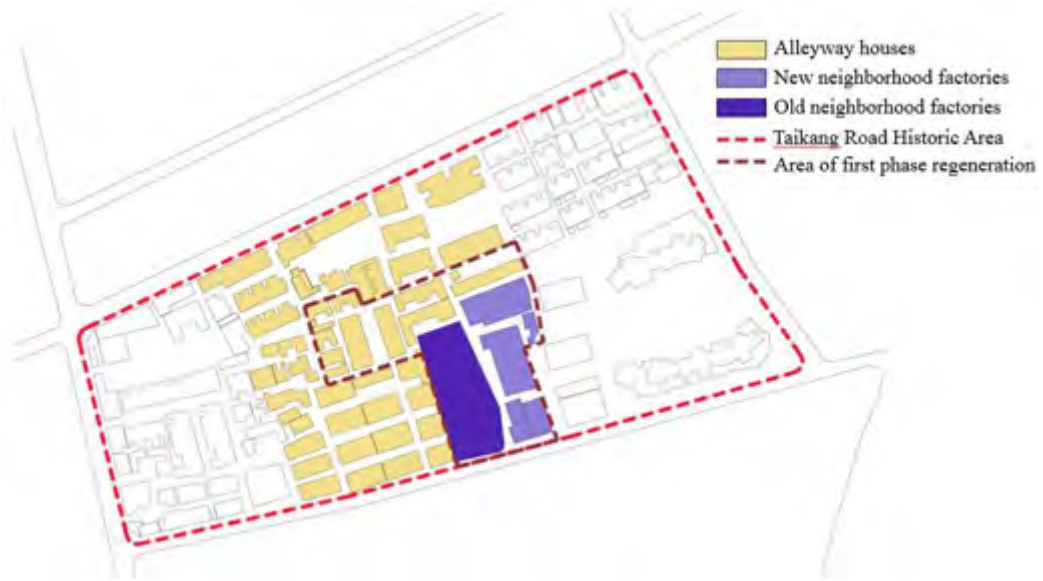 Alleyway houses
New neighborhood factories
Old neighborhood factories
Taikang Road Historic Area
Area of first phase regeneration